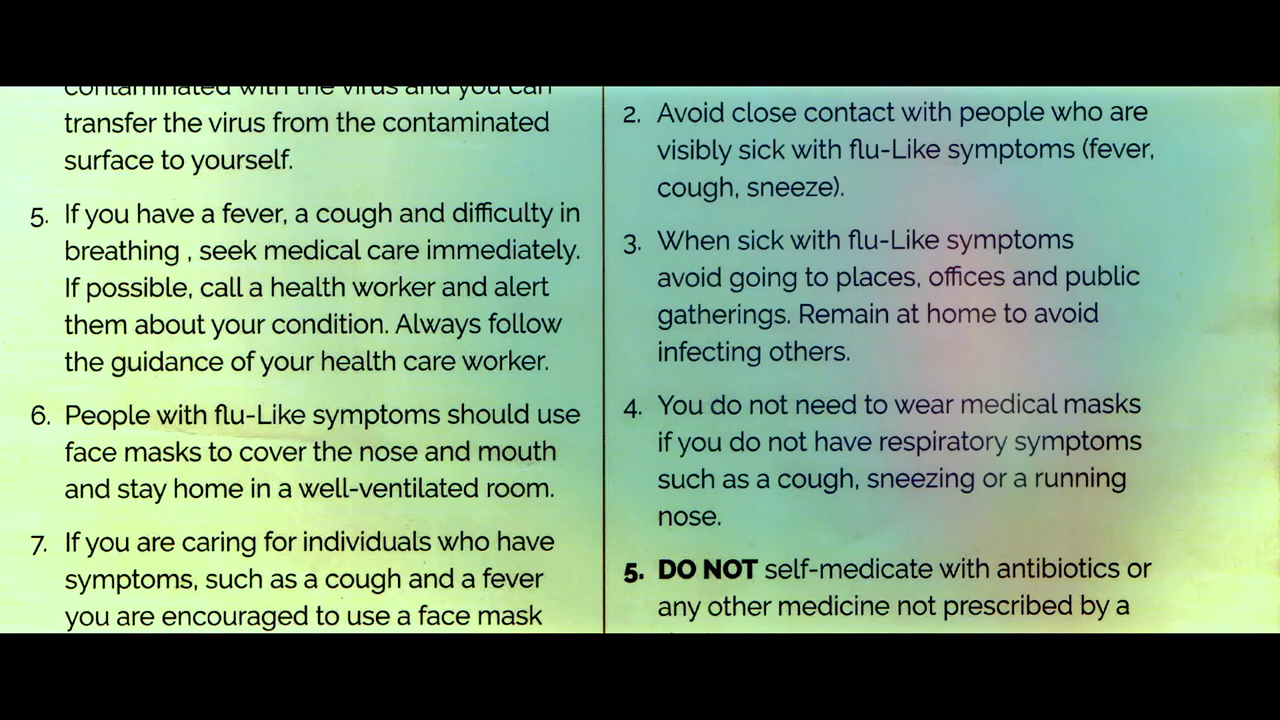 contaminated with the virus and you can
transfer the virus from the contaminated
surface to yourself.
5. If you have a fever, a cough and difficulty in
breathing , seek medical care immediately.
If possible, call a health worker and alert
them about your condition. Always follow
the guidance of your health care worker.
6. People with flu-Like symptoms should use
face masks to cover the nose and mouth
and stay home in a well-ventilated room.
7. If you are caring for individuals who have
symptoms, such as a cough and a fever
you are encouraged to use a face mask
2. Avoid close contact with people who are
visibly sick with flu-Like symptoms (fever,
cough, sneeze).
3. When sick with flu-Like symptoms
avoid going to places, offices and public
gatherings. Remain at home to avoid
infecting others.
4. You do not need to wear medical masks
if you do not have respiratory symptoms
such as a cough, sneezing or a running
nose.
5. DO NOT self-medicate with antibiotics or
any other medicine not prescribed by a